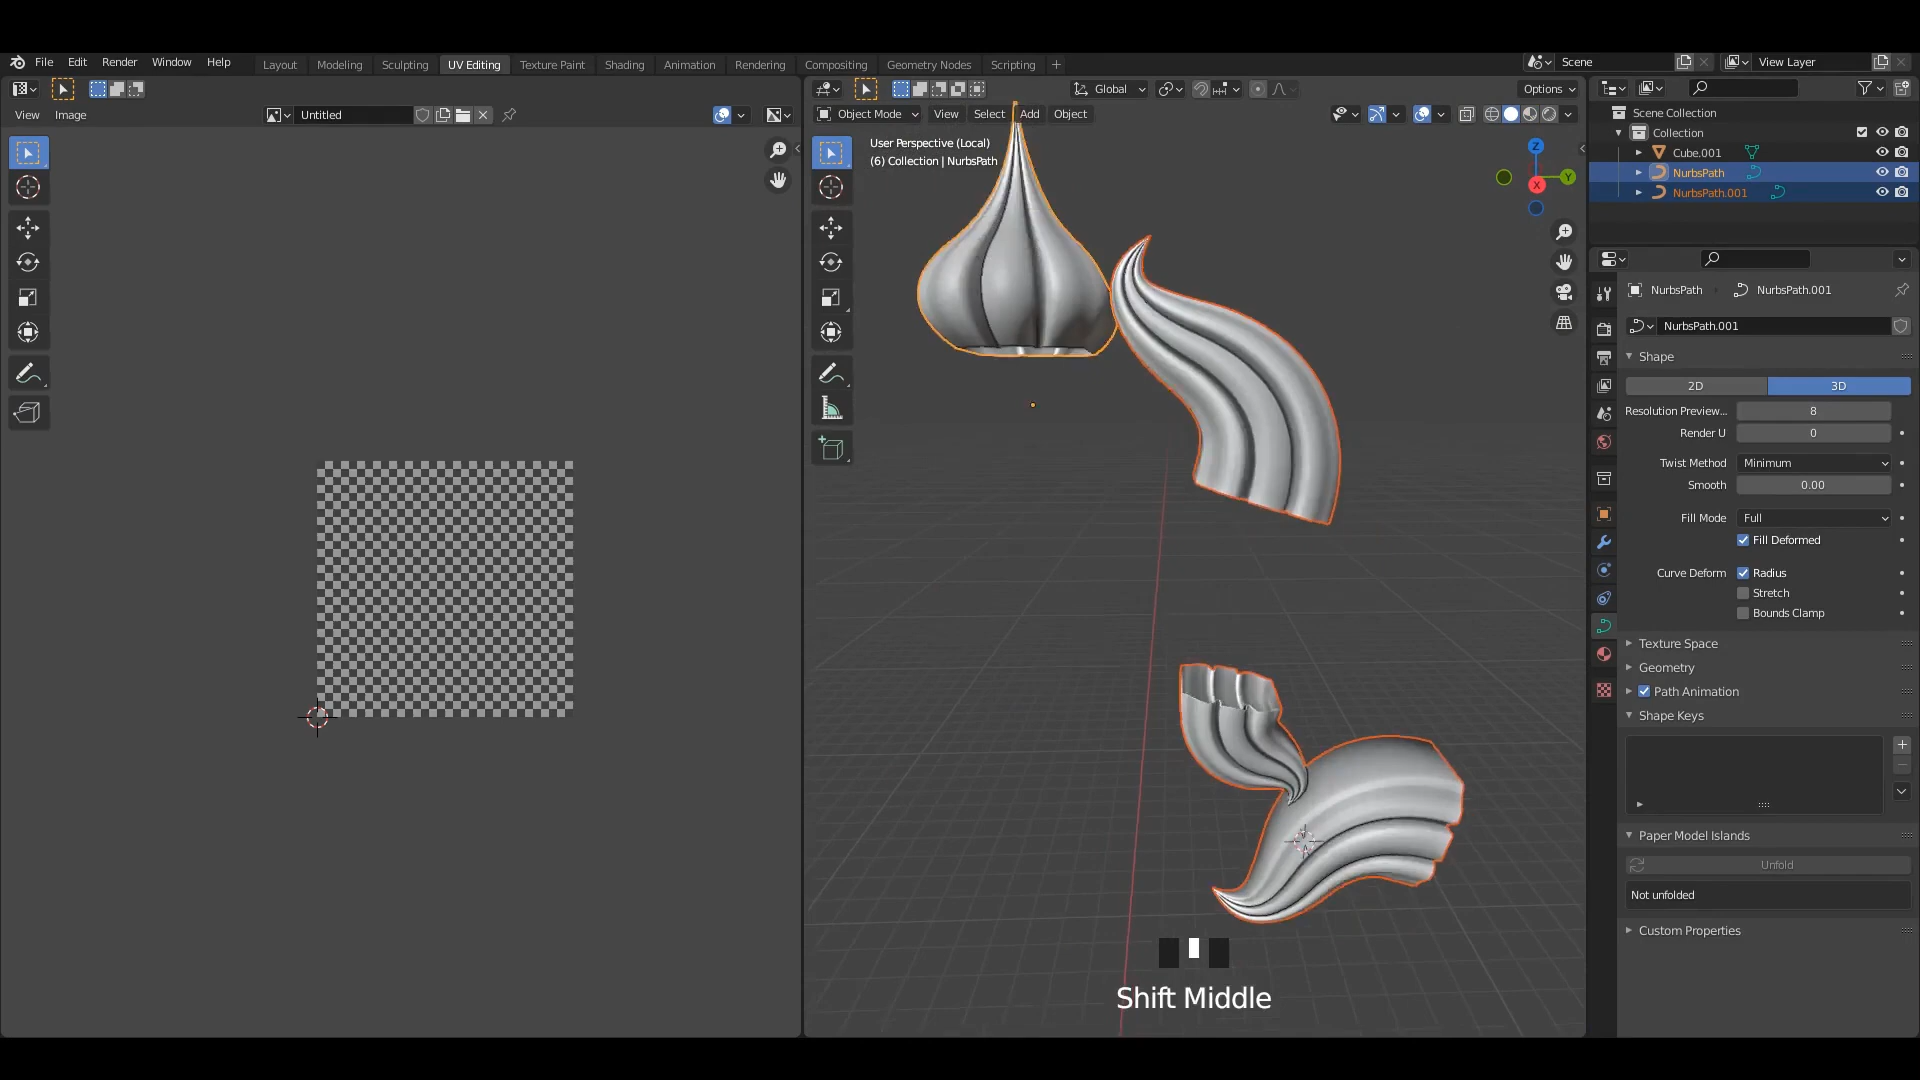 File Edit Render Window Help Layout Modeling Sculpting UV Editing Texture Paint Shading Animation Rendering Compositing Geometry Nodes Scripting + Scene View Layer
Global Options
View Image Untitled Object Mode View Select Add Object
Scene Collection
Collection
Cube.001
NurbsPath
NurbsPath.001
User Perspective (Local)
(6) Collection | NurbsPath
Z
Y
X
NurbsPath NurbsPath.001
NurbsPath.001
Shape
2D 3D
Resolution Preview... 8
Render U 0
Twist Method Minimum
Smooth 0.00
Fill Mode Full
Fill Deformed
Curve Deform Radius
Stretch
Bounds Clamp
Texture Space
Geometry
Path Animation
Shape Keys
Paper Model Islands
Unfold
Not unfolded
Custom Properties
Shift Middle